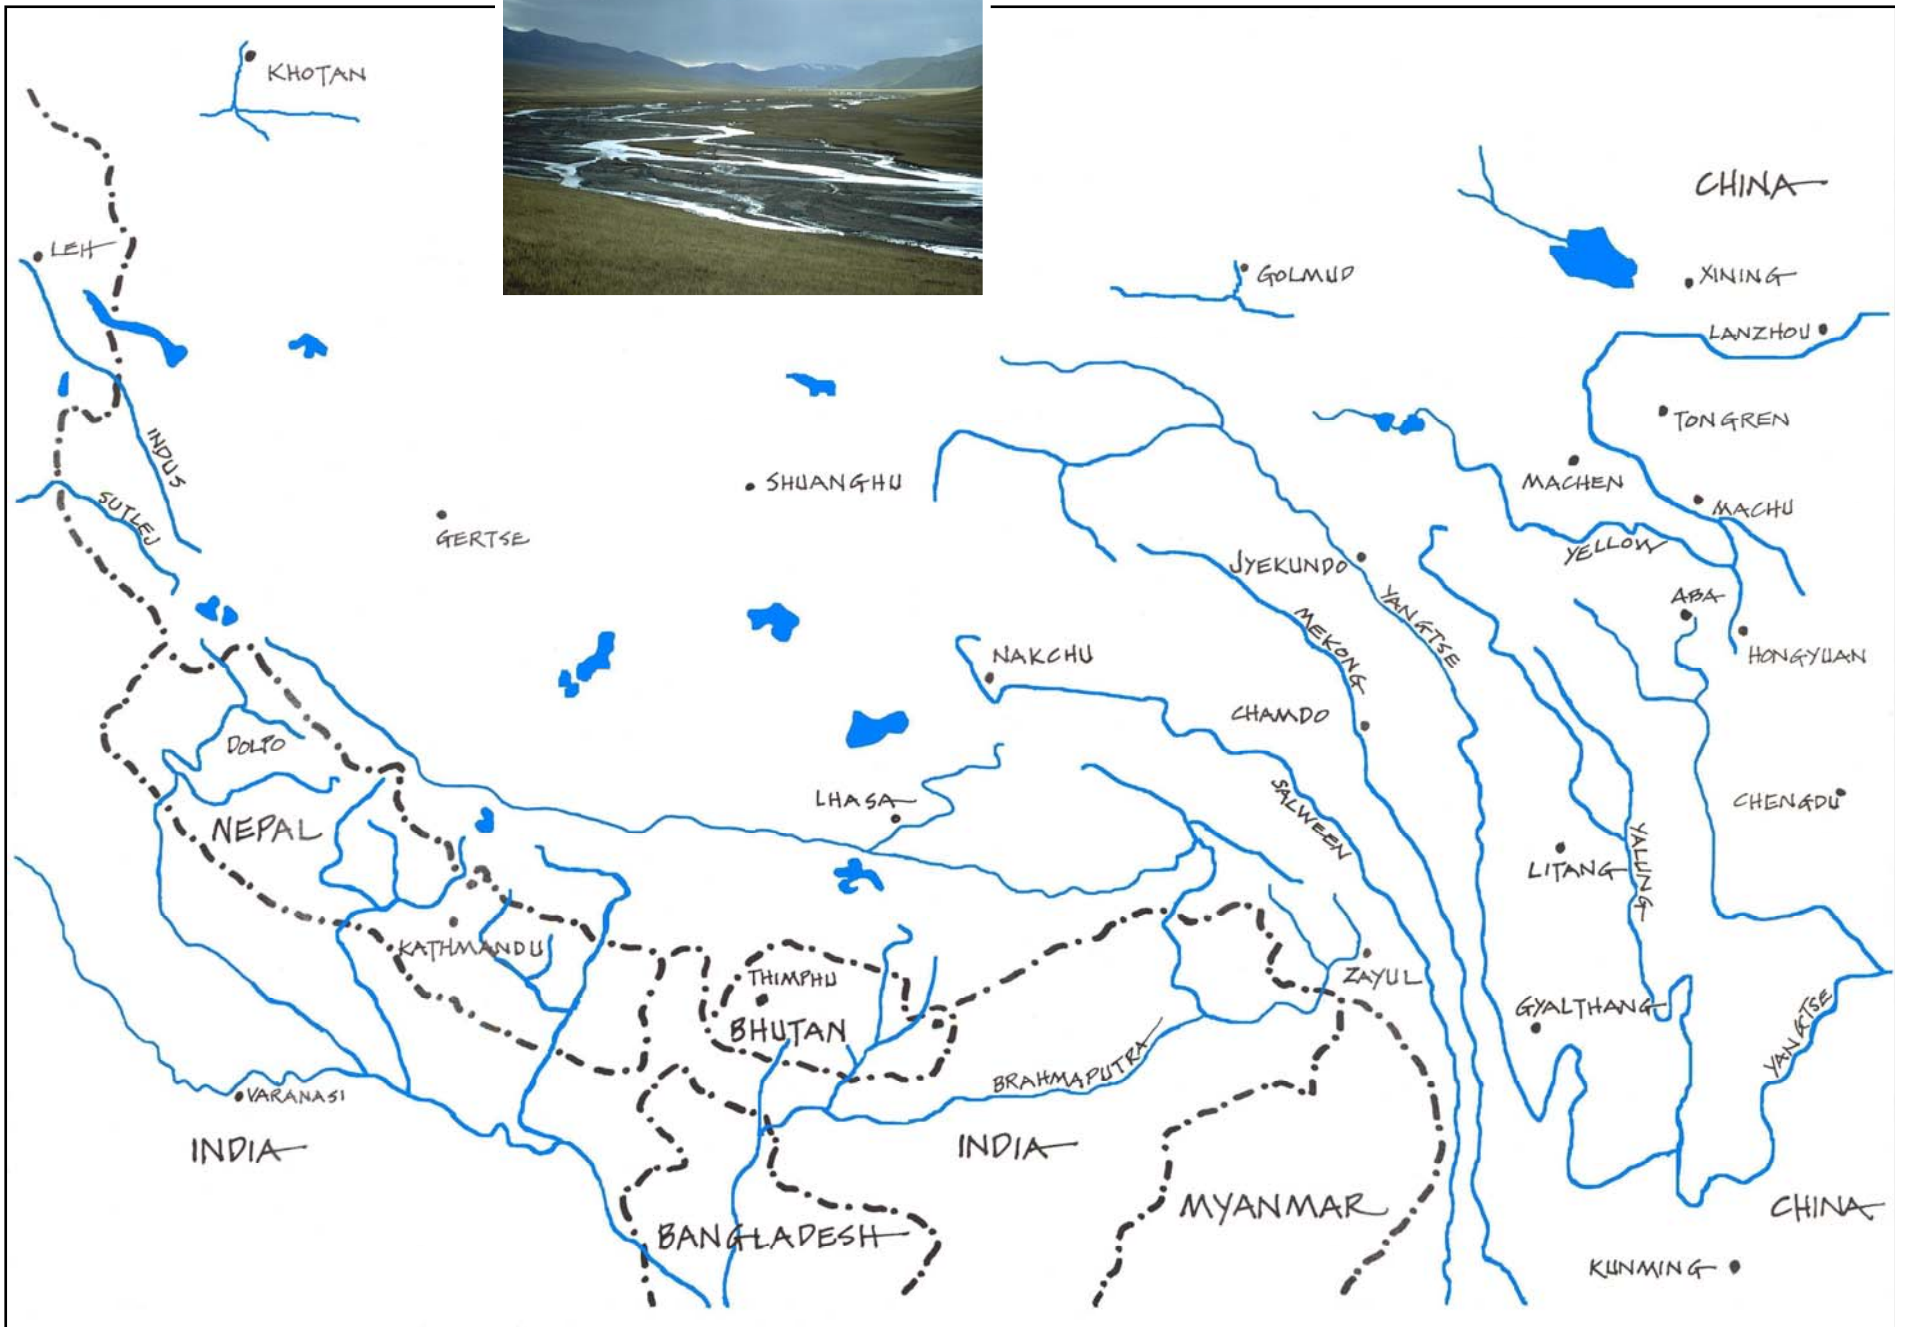 KHOTAN
CHINA
LEH
GOLMUD
XINING
LANZHOU
TONGREN
INDUS
SHUANGHU
MACHEN
MACHU
SUTLEJ
GERTSE
YELLOW
JYEKUNDO
YANGTSE
ABA
MEKONG
NAKCHU
HONGYUAN
CHAMDO
DOLPO
LHASA
SALWEEN
CHENGDU
NEPAL
LITANG
YALUNG
KATHMANDU
THIMPHU
ZAYUL
BHUTAN
GYALTHANG
YANGTSE
BRAHMAPUTRA
VARANASI
INDIA
INDIA
MYANMAR
CHINA
BANGLADESH
KUNMING